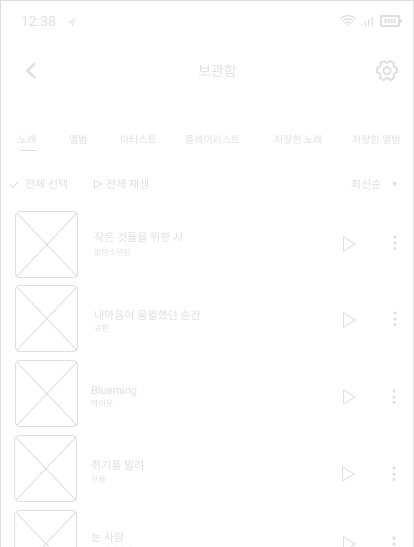 12:38
보관함
노래 앨범 아티스트 플레이리스트 저장한 노래 저장한 앨범
전체 선택 전체 재생 최신순
작은 것들을 위한 시
방탄소년단
내마음이 움찔했던 순간
규현
Blueming
아이유
취기를 빌려
산들
눈 사람